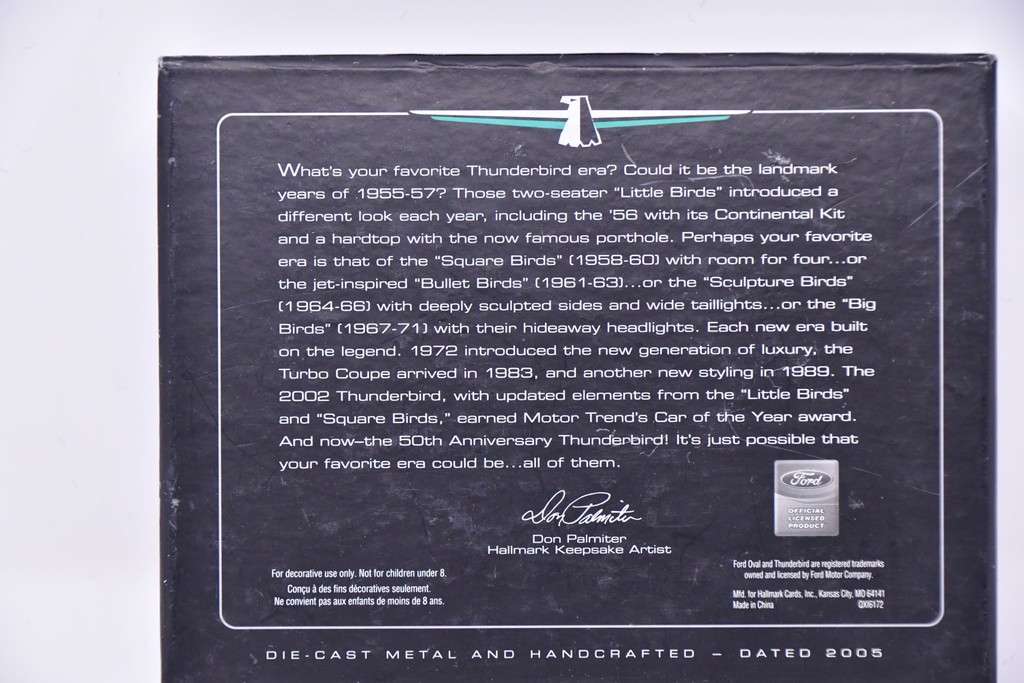 What's your favorite Thunderbird era? Could it be the landmark
years of 1955-57? Those two-seater "Little Birds" introduced a
different look each year, including the '56 with its Continental Kit
and a hardtop with the now famous porthole. Perhaps your favorite
era is that of the "Square Birds" (1958-60) with room for four...or
the jet-inspired "Bullet Birds" (1961-63)...or the "Sculpture Birds"
(1964-66) with deeply sculpted sides and wide taillights...or the "Big
Birds" (1967-71) with their hideaway headlights. Each new era built
on the legend. 1972 introduced the new generation of luxury, the
Turbo Coupe arrived in 1983, and another new styling in 1989. The
2002 Thunderbird, with updated elements from the "Little Birds"
and "Square Birds," earned Motor Trend's Car of the Year award.
And now—the 50th Anniversary Thunderbird! It's just possible that
your favorite era could be...all of them.
Don Palmiter
Don Palmiter
Hallmark Keepsake Artist
Ford
OFFICIAL
LICENSED
PRODUCT
For decorative use only. Not for children under 8.
Conçu à des fins décoratives seulement.
Ne convient pas aux enfants de moins de 8 ans.
Ford Oval and Thunderbird are registered trademarks
owned and licensed by Ford Motor Company.
Mfd. for Hallmark Cards, Inc., Kansas City, MO 64141
Made in China QXI6172
DIE-CAST METAL AND HANDCRAFTED – DATED 2005